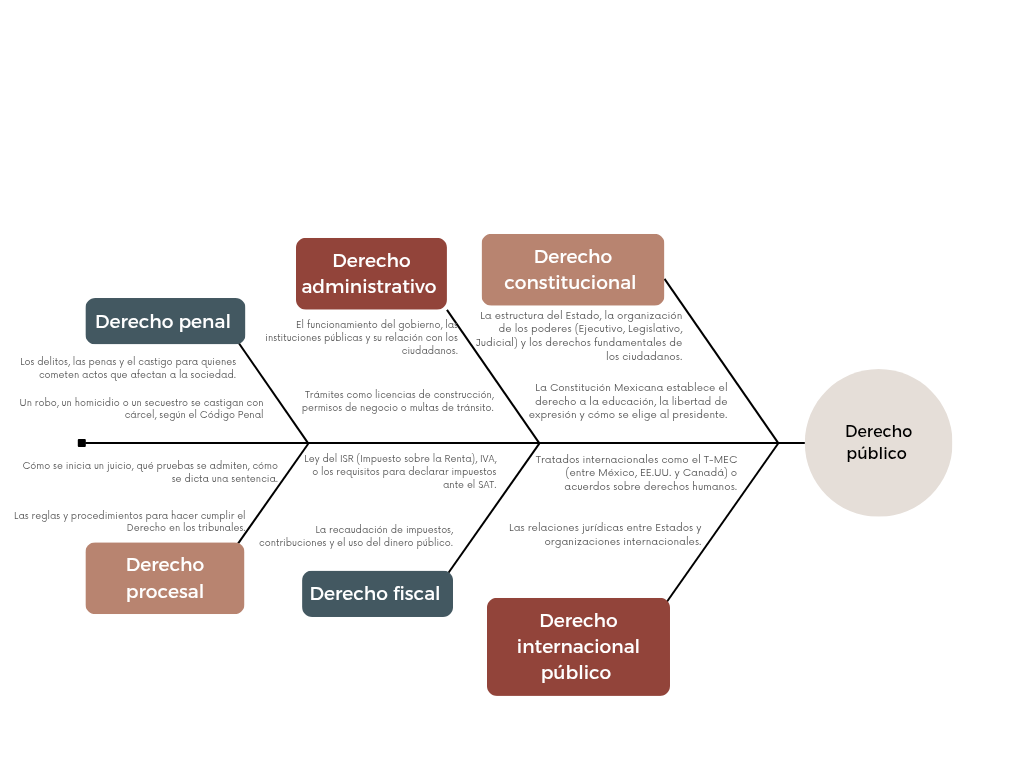 Derecho
administrativo
Derecho
constitucional
Derecho penal
El funcionamiento del gobierno, las
instituciones públicas y su relación con los
ciudadanos.
La estructura del Estado, la organización
de los poderes (Ejecutivo, Legislativo,
Judicial) y los derechos fundamentales de
los ciudadanos.
Los delitos, las penas y el castigo para quienes
cometen actos que afectan a la sociedad.
Un robo, un homicidio o un secuestro se castigan con
cárcel, según el Código Penal
Trámites como licencias de construcción,
permisos de negocio o multas de tránsito.
La Constitución Mexicana establece el
derecho a la educación, la libertad de
expresión y cómo se elige al presidente.
Derecho
público
Cómo se inicia un juicio, qué pruebas se admiten, cómo
se dicta una sentencia.
Las reglas y procedimientos para hacer cumplir el
Derecho en los tribunales.
Ley del ISR (Impuesto sobre la Renta), IVA,
o los requisitos para declarar impuestos
ante el SAT.
La recaudación de impuestos,
contribuciones y el uso del dinero público.
Tratados internacionales como el T-MEC
(entre México, EE.UU. y Canadá) o
acuerdos sobre derechos humanos.
Las relaciones jurídicas entre Estados y
organizaciones internacionales.
Derecho
procesal
Derecho fiscal
Derecho
internacional
público